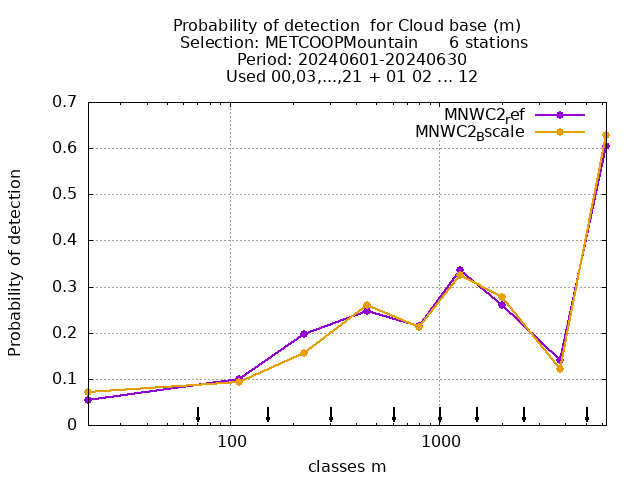 Probability of detection  for Cloud base (m)
Selection: METCOOPMountain      6 stations
Period: 20240601-20240630
Used 00,03,...,21 + 01 02 ... 12
MNWC2ref
MNWC2Bscale
0.7
0.6
0.5
0.4
0.3
0.2
0.1
0
Probability of detection
100
1000
classes m